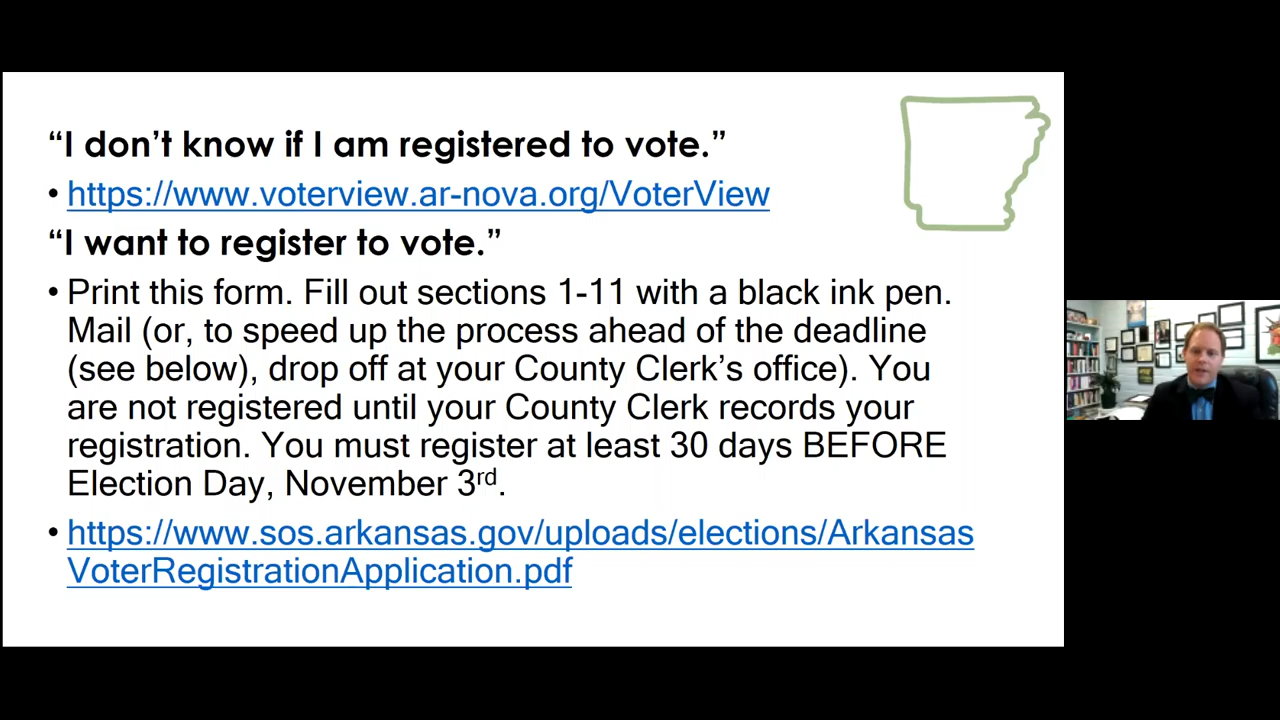 “I don’t know if I am registered to vote.”
• https://www.voterview.ar-nova.org/VoterView
“I want to register to vote.”
• Print this form. Fill out sections 1-11 with a black ink pen.
Mail (or, to speed up the process ahead of the deadline
(see below), drop off at your County Clerk’s office). You
are not registered until your County Clerk records your
registration. You must register at least 30 days BEFORE
Election Day, November 3rd.
• https://www.sos.arkansas.gov/uploads/elections/Arkansas
VoterRegistrationApplication.pdf